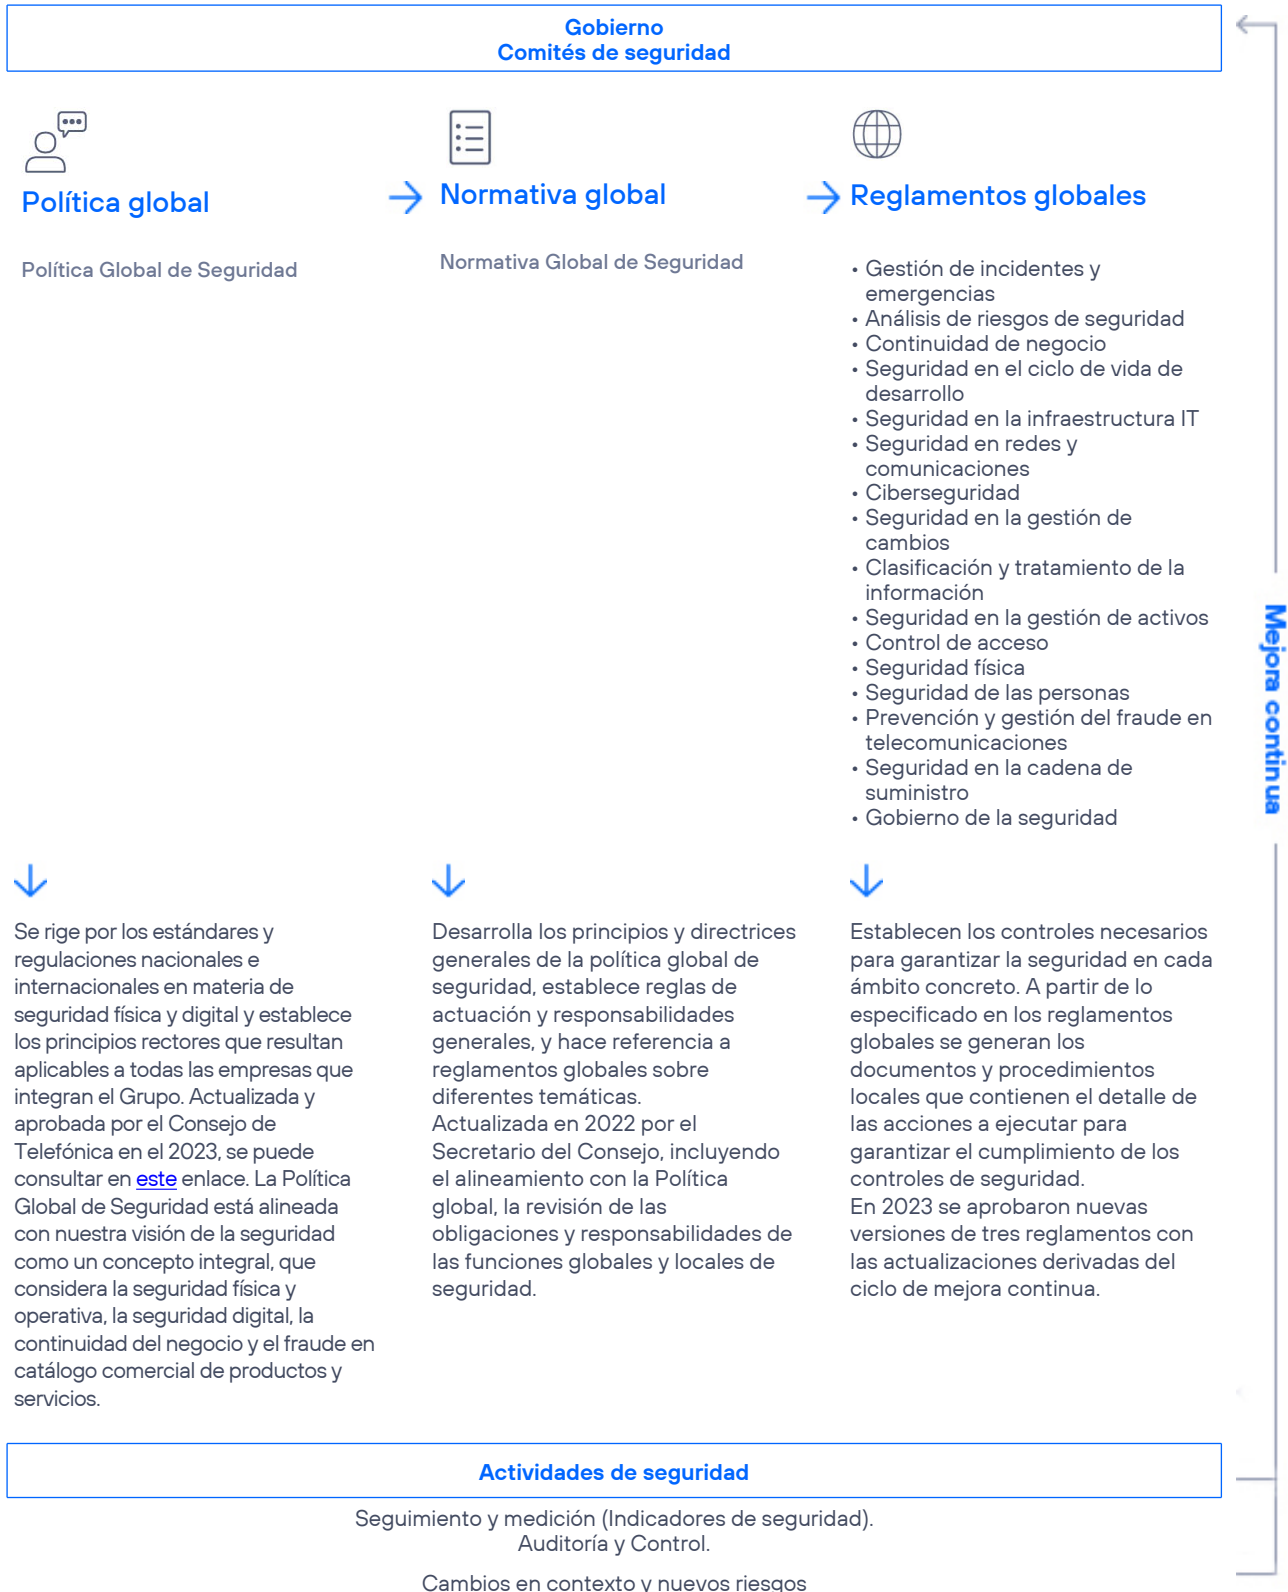 Gobierno
Comités de seguridad
Política global
Política Global de Seguridad
Normativa global
Normativa Global de Seguridad
Reglamentos globales
• Gestión de incidentes y
emergencias
• Análisis de riesgos de seguridad
• Continuidad de negocio
• Seguridad en el ciclo de vida de
desarrollo
• Seguridad en la infraestructura IT
• Seguridad en redes y
comunicaciones
• Ciberseguridad
• Seguridad en la gestión de
cambios
• Clasificación y tratamiento de la
información
• Seguridad en la gestión de activos
• Control de acceso
• Seguridad física
• Seguridad de las personas
• Prevención y gestión del fraude en
telecomunicaciones
• Seguridad en la cadena de
suministro
• Gobierno de la seguridad
Se rige por los estándares y
regulaciones nacionales e
internacionales en materia de
seguridad física y digital y establece
los principios rectores que resultan
aplicables a todas las empresas que
integran el Grupo. Actualizada y
aprobada por el Consejo de
Telefónica en el 2023, se puede
consultar en este enlace. La Política
Global de Seguridad está alineada
con nuestra visión de la seguridad
como un concepto integral, que
considera la seguridad física y
operativa, la seguridad digital, la
continuidad del negocio y el fraude en
catálogo comercial de productos y
servicios.
Desarrolla los principios y directrices
generales de la política global de
seguridad, establece reglas de
actuación y responsabilidades
generales, y hace referencia a
reglamentos globales sobre
diferentes temáticas.
Actualizada en 2022 por el
Secretario del Consejo, incluyendo
el alineamiento con la Política
global, la revisión de las
obligaciones y responsabilidades de
las funciones globales y locales de
seguridad.
Establecen los controles necesarios
para garantizar la seguridad en cada
ámbito concreto. A partir de lo
especificado en los reglamentos
globales se generan los
documentos y procedimientos
locales que contienen el detalle de
las acciones a ejecutar para
garantizar el cumplimiento de los
controles de seguridad.
En 2023 se aprobaron nuevas
versiones de tres reglamentos con
las actualizaciones derivadas del
ciclo de mejora continua.
Mejora continua
Actividades de seguridad
Seguimiento y medición (Indicadores de seguridad).
Auditoría y Control.
Cambios en contexto y nuevos riesgos